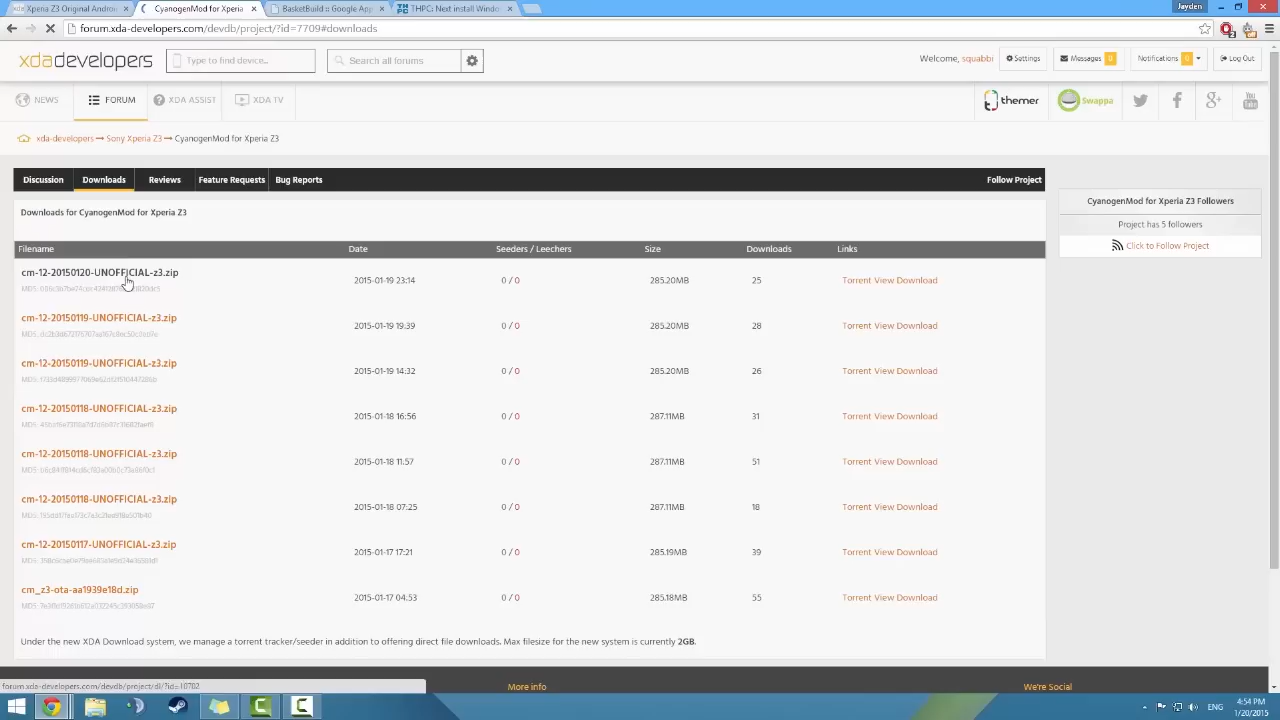 Xperia Z3 Original Androi
CyanogenMod for Xperia
BasketBuild :: Google App
THPC: Next install Window
Jayden
forum.xda-developers.com/devdb/project/?id=7709#downloads
xdadevelopers
Type to find device...
Search all forums
Welcome, squabbi
Settings
Messages 0
Notifications 0
Log Out
NEWS
FORUM
XDA ASSIST
XDA TV
themer
Swappa
You Tube
xda-developers → Sony Xperia Z3 → CyanogenMod for Xperia Z3
Discussion Downloads Reviews Feature Requests Bug Reports Follow Project
CyanogenMod for Xperia Z3 Followers
Project has 5 followers
Click to Follow Project
Downloads for CyanogenMod for Xperia Z3
Filename Date Seeders / Leechers Size Downloads Links
cm-12-20150120-UNOFFICIAL-z3.zip 2015-01-19 23:14 0 / 0 285.20MB 25 Torrent View Download
MD5:
cm-12-20150119-UNOFFICIAL-z3.zip 2015-01-19 19:39 0 / 0 285.20MB 28 Torrent View Download
MD5:
cm-12-20150119-UNOFFICIAL-z3.zip 2015-01-19 14:32 0 / 0 285.20MB 26 Torrent View Download
MD5:
cm-12-20150118-UNOFFICIAL-z3.zip 2015-01-18 16:56 0 / 0 287.11MB 31 Torrent View Download
MD5:
cm-12-20150118-UNOFFICIAL-z3.zip 2015-01-18 11:57 0 / 0 287.11MB 51 Torrent View Download
MD5:
cm-12-20150118-UNOFFICIAL-z3.zip 2015-01-18 07:25 0 / 0 287.11MB 18 Torrent View Download
MD5:
cm-12-20150117-UNOFFICIAL-z3.zip 2015-01-17 17:21 0 / 0 285.19MB 39 Torrent View Download
MD5:
cm_z3-ota-aa1939e18d.zip 2015-01-17 04:53 0 / 0 285.18MB 55 Torrent View Download
MD5:
Under the new XDA Download system, we manage a torrent tracker/seeder in addition to offering direct file downloads. Max filesize for the new system is currently 2GB.
More info
We're Social
ENG
4:54 PM
1/20/2015